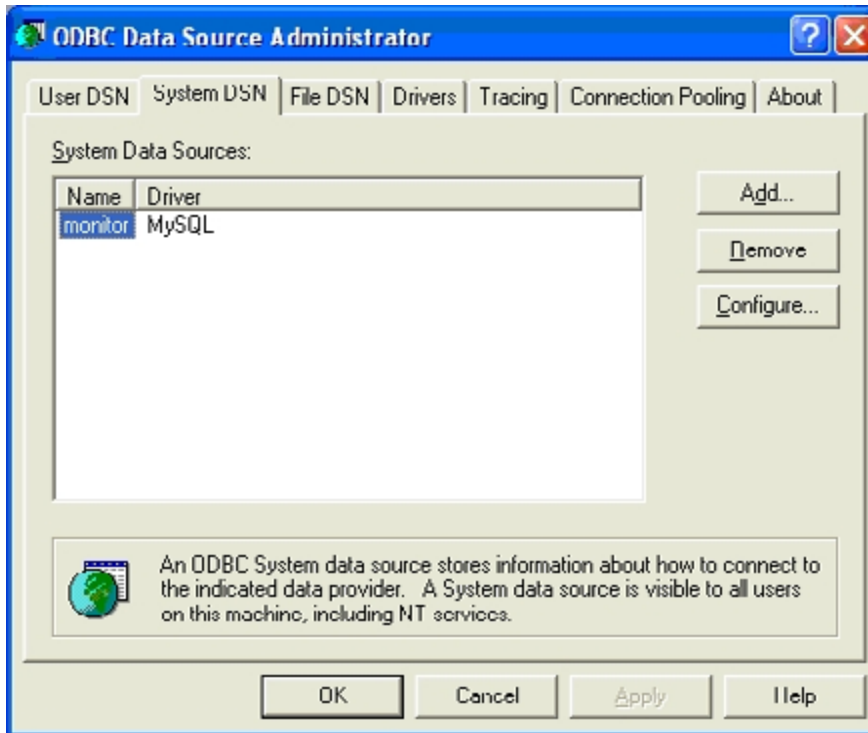 ODBC Data Source Administrator
User DSN System DSN File DSN Drivers Tracing Connection Pooling About
System Data Sources:
Name Driver
monitor MySQL
Add...
Remove
Configure...
An ODBC System data source stores information about how to connect to
the indicated data provider. A System data source is visible to all users
on this machine, including NT services.
OK Cancel Apply Help